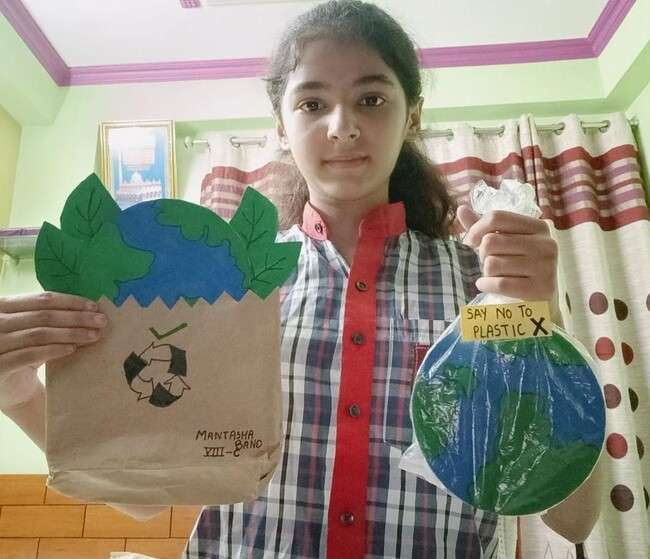 MANTASHA
BANO
VIII-C
SAY NO TO
PLASTIC X